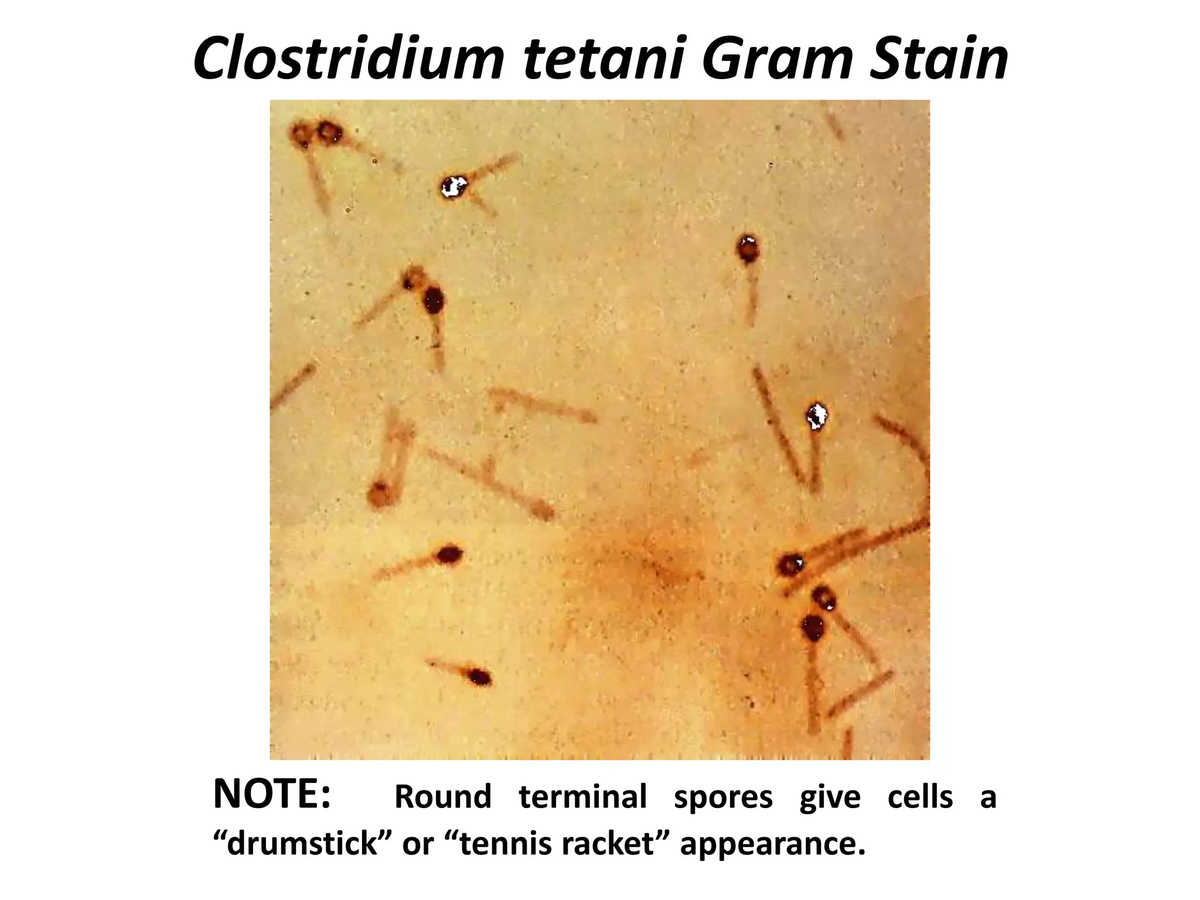 Clostridium tetani Gram Stain
NOTE: Round terminal spores give cells a
“drumstick” or “tennis racket” appearance.